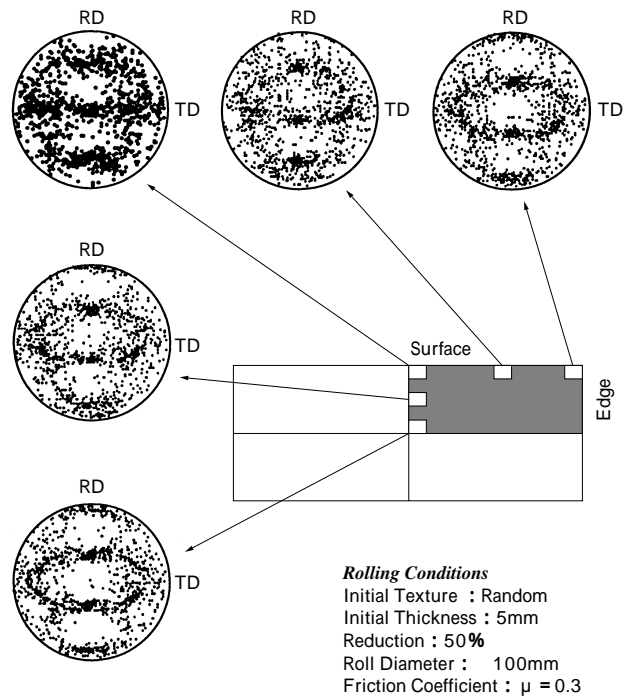 RD
RD
RD
TD
TD
TD
RD
TD
Surface
Edge
RD
TD
Rolling Conditions
Initial Texture : Random
Initial Thickness : 5mm
Reduction : 50%
Roll Diameter : 100mm
Friction Coefficient : μ = 0.3